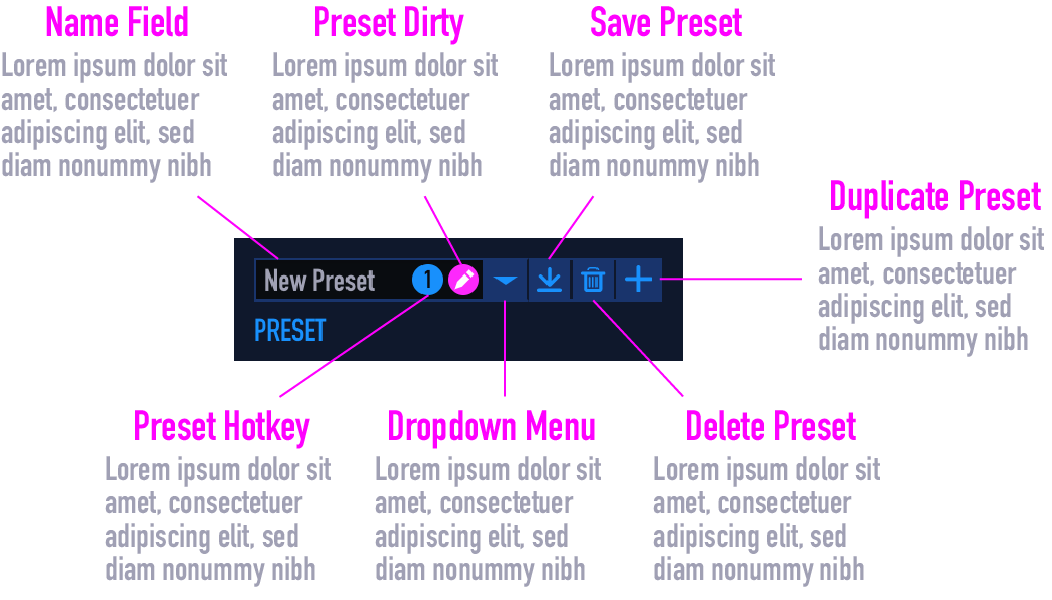 Name Field
Lorem ipsum dolor sit
amet, consectetuer
adipiscing elit, sed
diam nonummy nibh
Preset Dirty
Lorem ipsum dolor sit
amet, consectetuer
adipiscing elit, sed
diam nonummy nibh
Save Preset
Lorem ipsum dolor sit
amet, consectetuer
adipiscing elit, sed
diam nonummy nibh
Duplicate Preset
Lorem ipsum dolor sit
amet, consectetuer
adipiscing elit, sed
diam nonummy nibh
New Preset 1
PRESET
Preset Hotkey
Lorem ipsum dolor sit
amet, consectetuer
adipiscing elit, sed
diam nonummy nibh
Dropdown Menu
Lorem ipsum dolor sit
amet, consectetuer
adipiscing elit, sed
diam nonummy nibh
Delete Preset
Lorem ipsum dolor sit
amet, consectetuer
adipiscing elit, sed
diam nonummy nibh